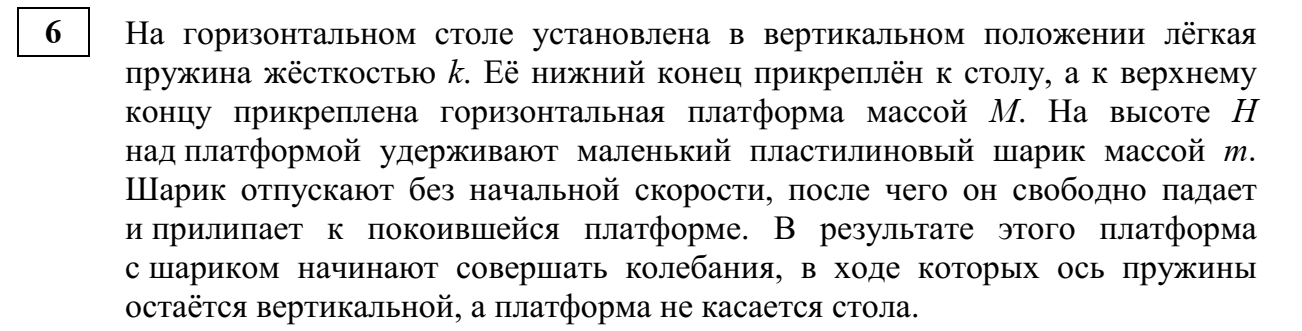 6
На горизонтальном столе установлена в вертикальном положении лёгкая
пружина жёсткостью k. Её нижний конец прикреплён к столу, а к верхнему
концу прикреплена горизонтальная платформа массой M. На высоте H
над платформой удерживают маленький пластилиновый шарик массой m.
Шарик отпускают без начальной скорости, после чего он свободно падает
и прилипает к покоившейся платформе. В результате этого платформа
с шариком начинают совершать колебания, в ходе которых ось пружины
остаётся вертикальной, а платформа не касается стола.